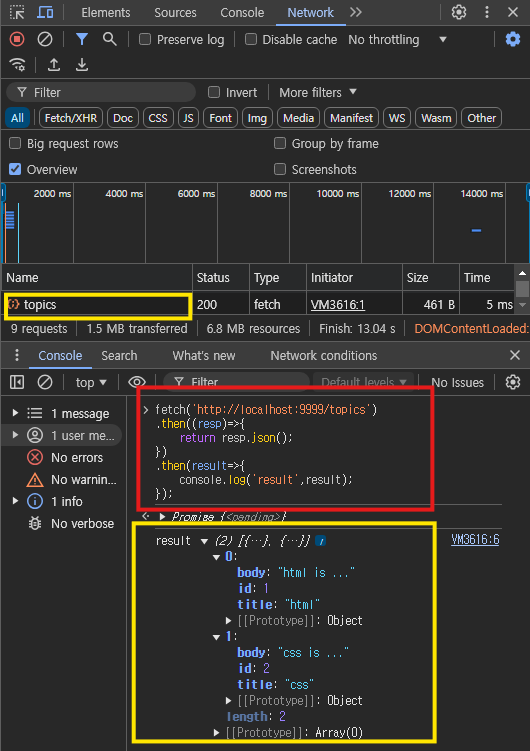 Elements Sources Console Network
Preserve log Disable cache No throttling
Filter Invert More filters
All Fetch/XHR Doc CSS JS Font Img Media Manifest WS Wasm Other
Big request rows Group by frame
Overview Screenshots
2000 ms 4000 ms 6000 ms 8000 ms 10000 ms 12000 ms 14000 ms
Name Status Type Initiator Size Time
topics 200 fetch VM3616:1 461 B 5 ms
9 requests 1.5 MB transferred 6.8 MB resources Finish: 13.04 s DOMContentLoaded:
Console Search What's new Network conditions
top Filter Default levels No Issues
1 message
1 user me...
No errors
No warnin...
1 info
No verbose
fetch('http://localhost:9999/topics')
.then((resp)=>{
return resp.json();
})
.then(result=>{
console.log('result',result);
});
Promise {<pending>}
result (2) [{…}, {…}] i VM3616:6
0:
body: "html is ..."
id: 1
title: "html"
[[Prototype]]: Object
1:
body: "css is ..."
id: 2
title: "css"
[[Prototype]]: Object
length: 2
[[Prototype]]: Array(0)